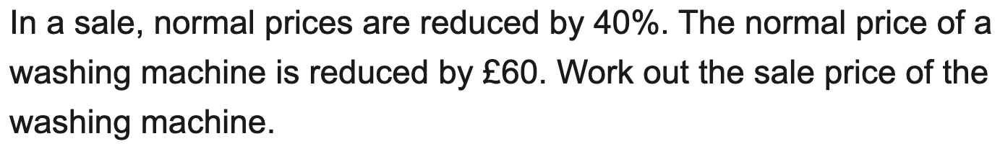 In a sale, normal prices are reduced by 40%. The normal price of a
washing machine is reduced by £60. Work out the sale price of the
washing machine.